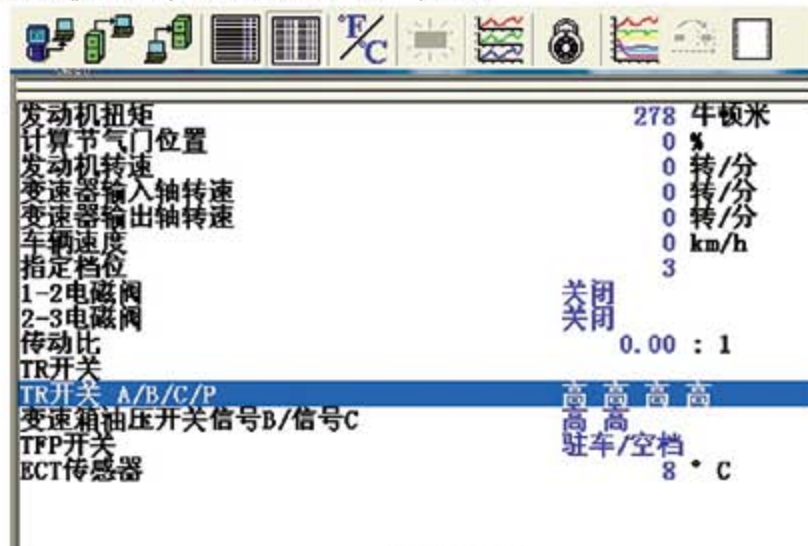 °F/°C
发动机扭矩 278 牛顿米
计算节气门位置 0 %
发动机转速 0 转/分
变速器输入轴转速 0 转/分
变速器输出轴转速 0 转/分
车辆速度 0 km/h
指定档位 3
1-2电磁阀 关闭
2-3电磁阀 关闭
传动比 0.00 : 1
TR开关
TR开关 A/B/C/P 高 高 高 高
变速箱油压开关信号B/信号C 高 高
TFP开关 驻车/空档
ECT传感器 8 ° C